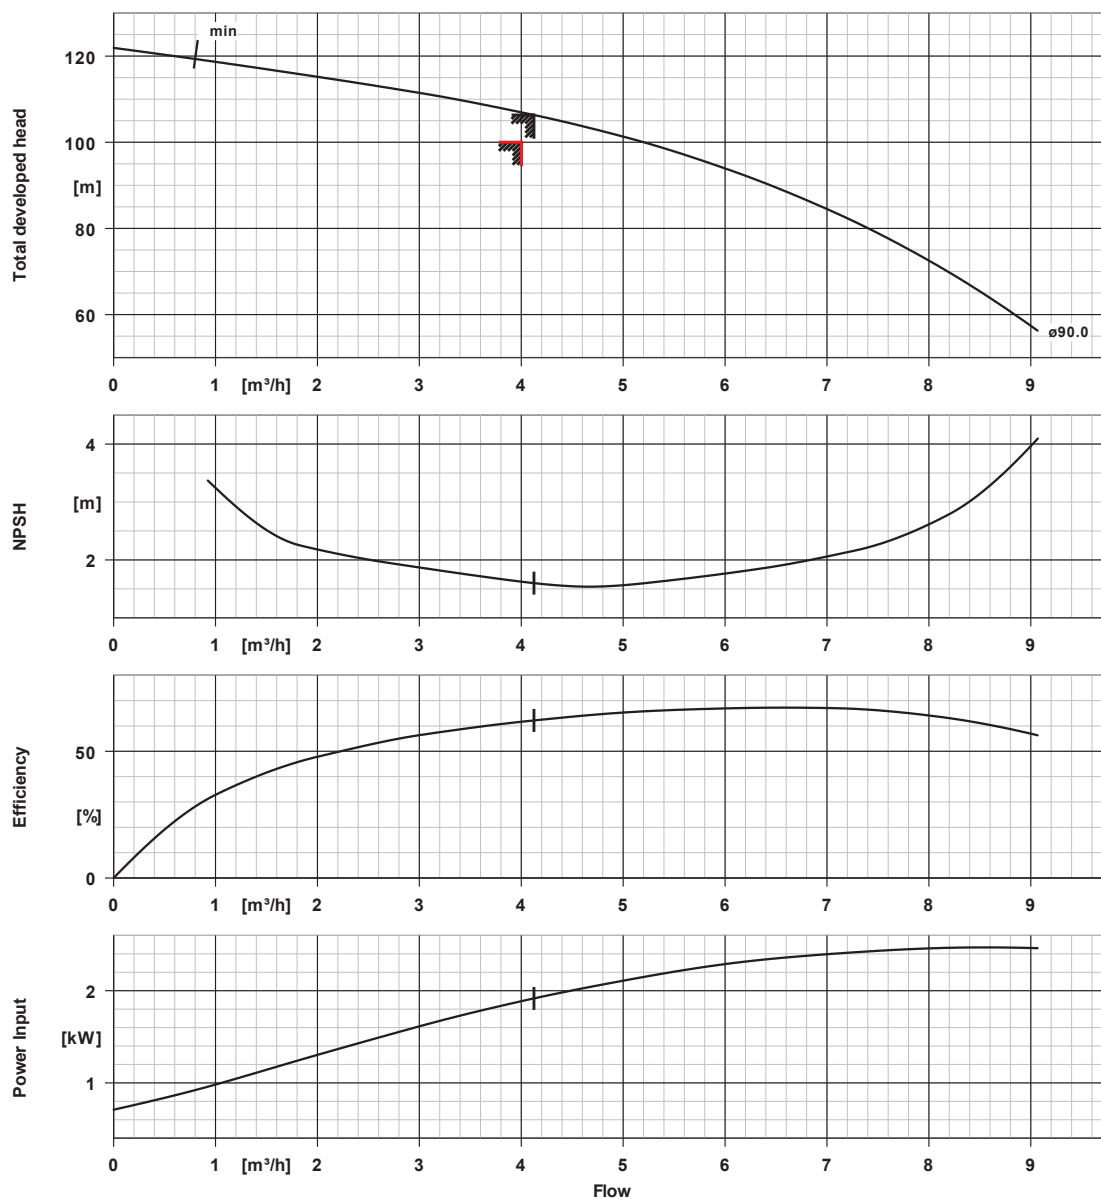 min
120
100
[m]
80
60
Total developed head
ø90.0
0 1 [m³/h] 2 3 4 5 6 7 8 9
4
[m]
2
NPSH
0 1 [m³/h] 2 3 4 5 6 7 8 9
50
[%]
0
Efficiency
0 1 [m³/h] 2 3 4 5 6 7 8 9
2
[kW]
1
Power Input
0 1 [m³/h] 2 3 4 5 6 7 8 9
Flow